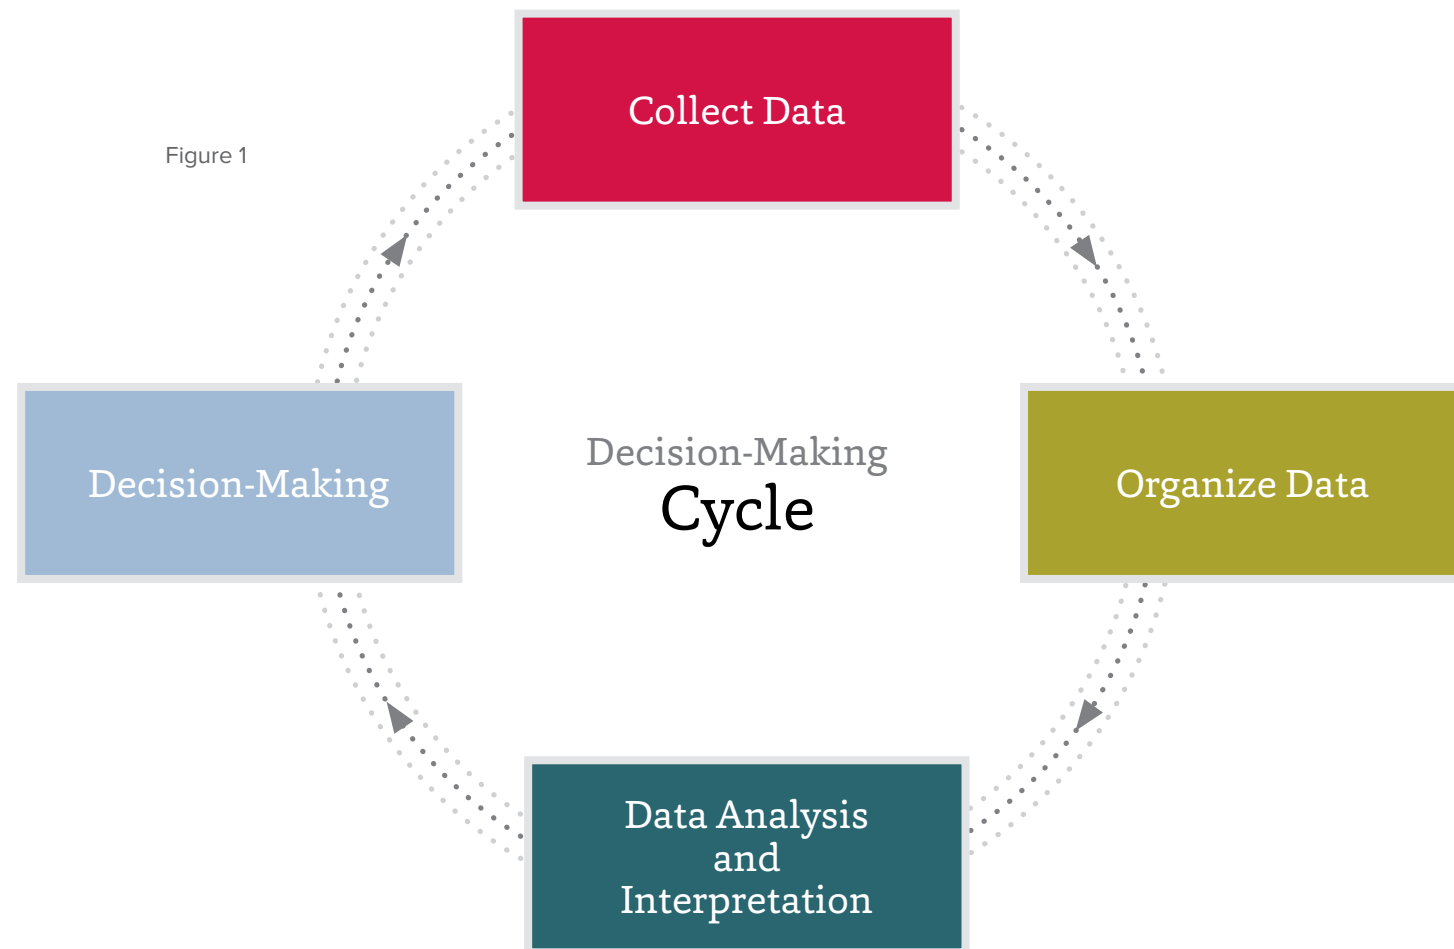 Collect Data
Figure 1
Decision-Making
Decision-Making
Cycle
Organize Data
Data Analysis
and
Interpretation